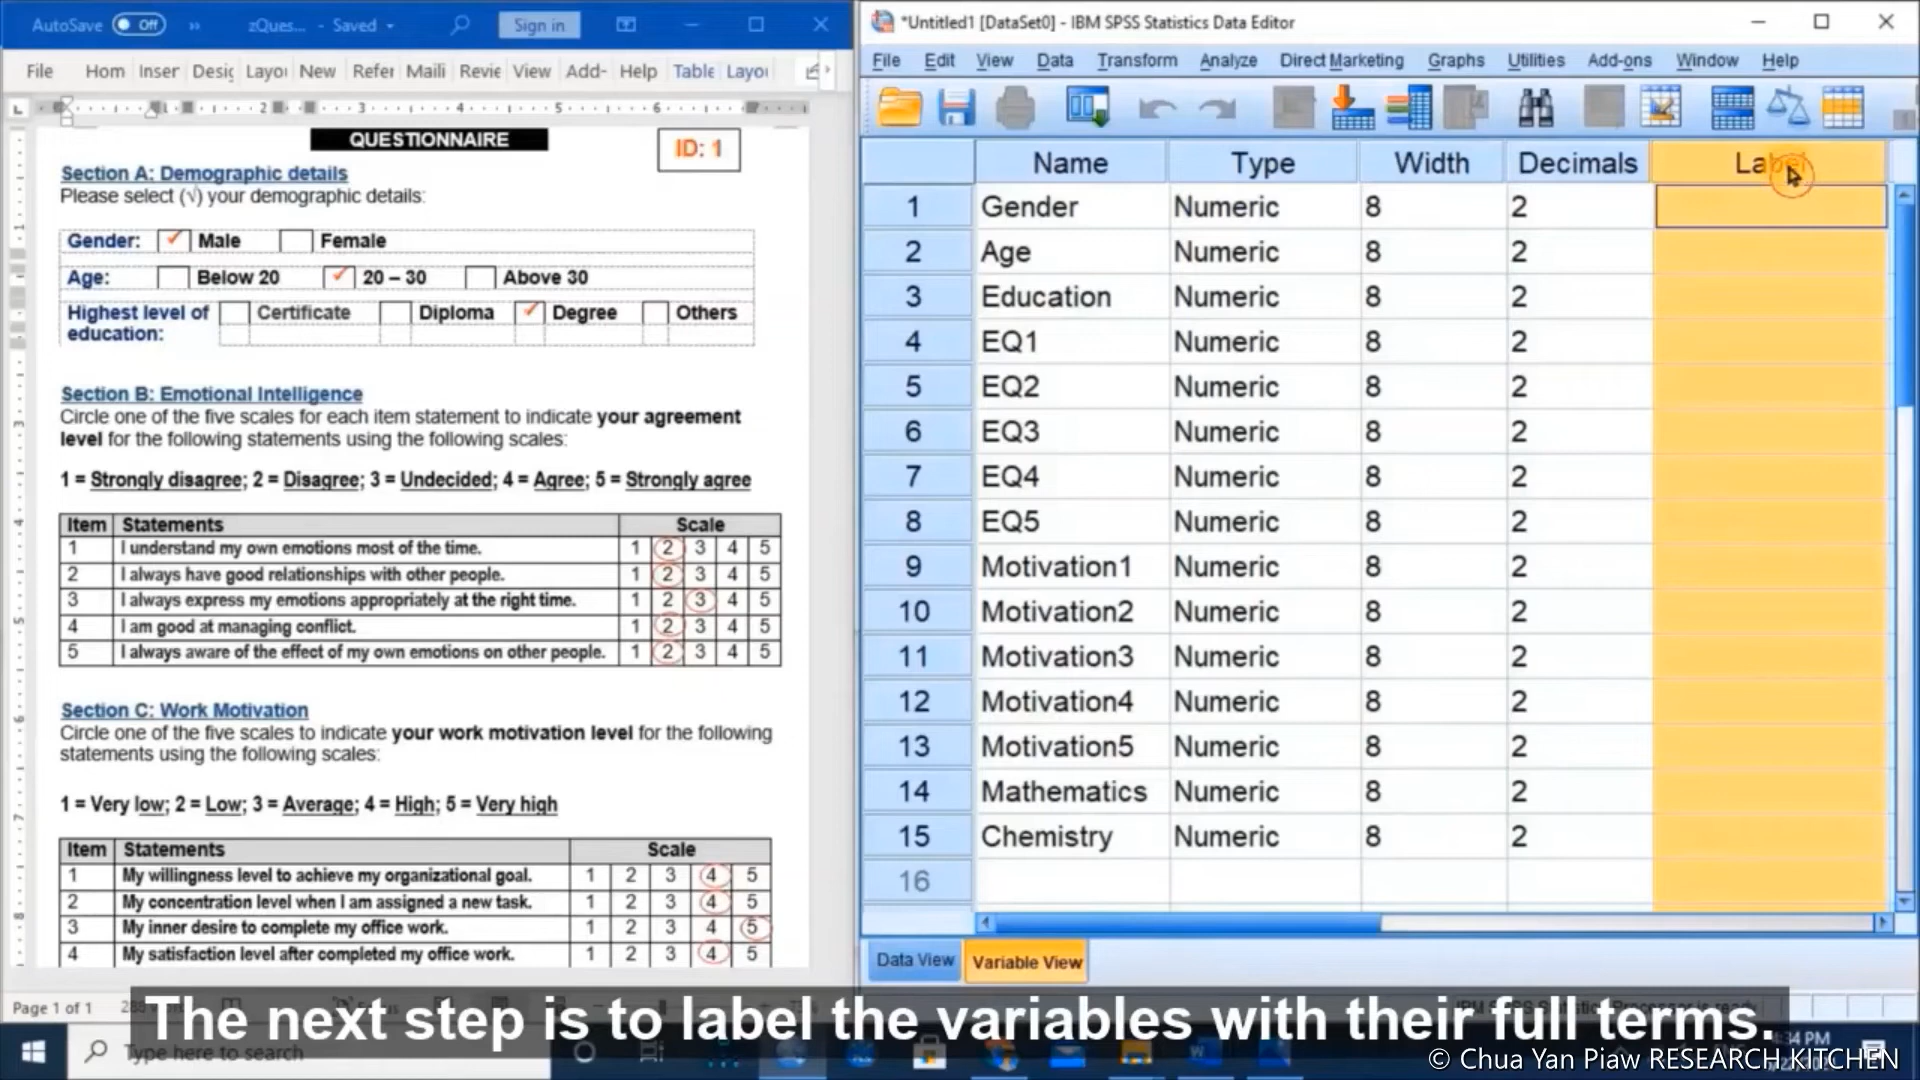 AutoSave Off » zQues... - Saved Sign in
File Hom Inser Desig Layou New Refer Maili Revie View Add- Help Table Layou
QUESTIONNAIRE
ID: 1
Section A: Demographic details
Please select (√) your demographic details:
Gender: ✓ Male Female
Age: Below 20 ✓ 20 – 30 Above 30
Highest level of education: Certificate Diploma ✓ Degree Others
Section B: Emotional Intelligence
Circle one of the five scales for each item statement to indicate your agreement
level for the following statements using the following scales:
1 = Strongly disagree; 2 = Disagree; 3 = Undecided; 4 = Agree; 5 = Strongly agree
Item Statements Scale
1 I understand my own emotions most of the time. 1 2 3 4 5
2 I always have good relationships with other people. 1 2 3 4 5
3 I always express my emotions appropriately at the right time. 1 2 3 4 5
4 I am good at managing conflict. 1 2 3 4 5
5 I always aware of the effect of my own emotions on other people. 1 2 3 4 5
Section C: Work Motivation
Circle one of the five scales to indicate your work motivation level for the following
statements using the following scales:
1 = Very low; 2 = Low; 3 = Average; 4 = High; 5 = Very high
Item Statements Scale
1 My willingness level to achieve my organizational goal. 1 2 3 4 5
2 My concentration level when I am assigned a new task. 1 2 3 4 5
3 My inner desire to complete my office work. 1 2 3 4 5
4 My satisfaction level after completed my office work. 1 2 3 4 5
Page 1 of 1
*Untitled1 [DataSet0] - IBM SPSS Statistics Data Editor
File Edit View Data Transform Analyze Direct Marketing Graphs Utilities Add-ons Window Help
Name Type Width Decimals Label
1 Gender Numeric 8 2
2 Age Numeric 8 2
3 Education Numeric 8 2
4 EQ1 Numeric 8 2
5 EQ2 Numeric 8 2
6 EQ3 Numeric 8 2
7 EQ4 Numeric 8 2
8 EQ5 Numeric 8 2
9 Motivation1 Numeric 8 2
10 Motivation2 Numeric 8 2
11 Motivation3 Numeric 8 2
12 Motivation4 Numeric 8 2
13 Motivation5 Numeric 8 2
14 Mathematics Numeric 8 2
15 Chemistry Numeric 8 2
16
Data View Variable View
The next step is to label the variables with their full terms.
Type here to search
© Chua Yan Piaw RESEARCH KITCHEN